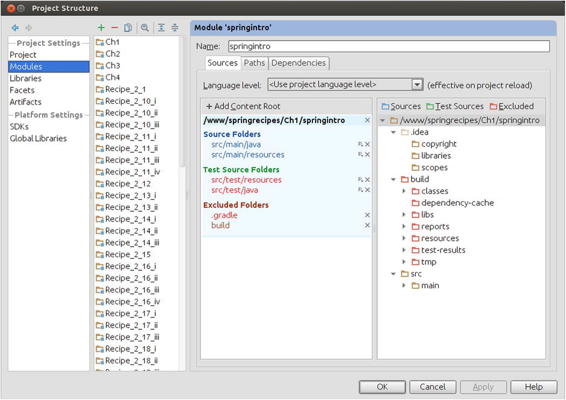 Project Structure
Project Settings
Project
Modules
Libraries
Facets
Artifacts
Platform Settings
SDKs
Global Libraries
Ch1
Ch2
Ch3
Ch4
Recipe_2_1
Recipe_2_10_i
Recipe_2_10_ii
Recipe_2_10_iii
Recipe_2_11_i
Recipe_2_11_ii
Recipe_2_11_iii
Recipe_2_11_iv
Recipe_2_12
Recipe_2_13_i
Recipe_2_13_ii
Recipe_2_14_i
Recipe_2_14_ii
Recipe_2_14_iii
Recipe_2_15
Recipe_2_16_i
Recipe_2_16_ii
Recipe_2_16_iii
Recipe_2_16_iv
Recipe_2_17_i
Recipe_2_17_ii
Recipe_2_17_iii
Recipe_2_18_i
Recipe_2_18_ii
Recipe_2_18_iii
Module 'springintro'
Name: springintro
Sources Paths Dependencies
Language level: <Use project language level> (effective on project reload)
+ Add Content Root
/www/springrecipes/Ch1/springintro
Source Folders
src/main/java
src/main/resources
Test Source Folders
src/test/resources
src/test/java
Excluded Folders
.gradle
build
Sources Test Sources Excluded
/www/springrecipes/Ch1/springintro
.idea
copyright
libraries
scopes
build
classes
dependency-cache
libs
reports
resources
test-results
tmp
src
main
OK Cancel Apply Help